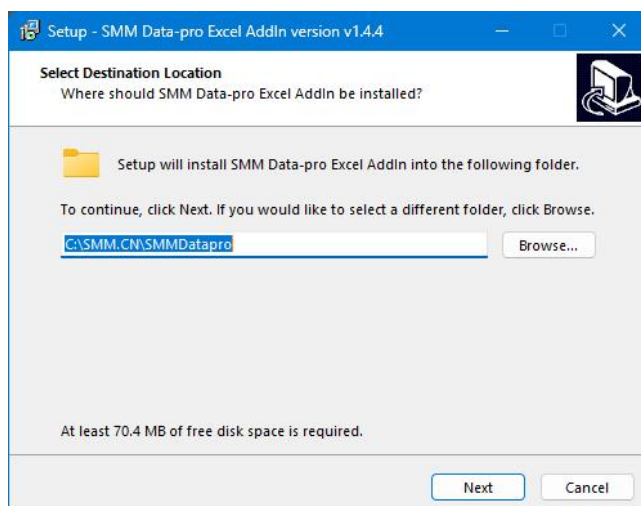 Setup - SMM Data-pro Excel AddIn version v1.4.4
Select Destination Location
Where should SMM Data-pro Excel AddIn be installed?
Setup will install SMM Data-pro Excel AddIn into the following folder.
To continue, click Next. If you would like to select a different folder, click Browse.
C:\SMM.CN\SMMDatapro
Browse...
At least 70.4 MB of free disk space is required.
Next
Cancel